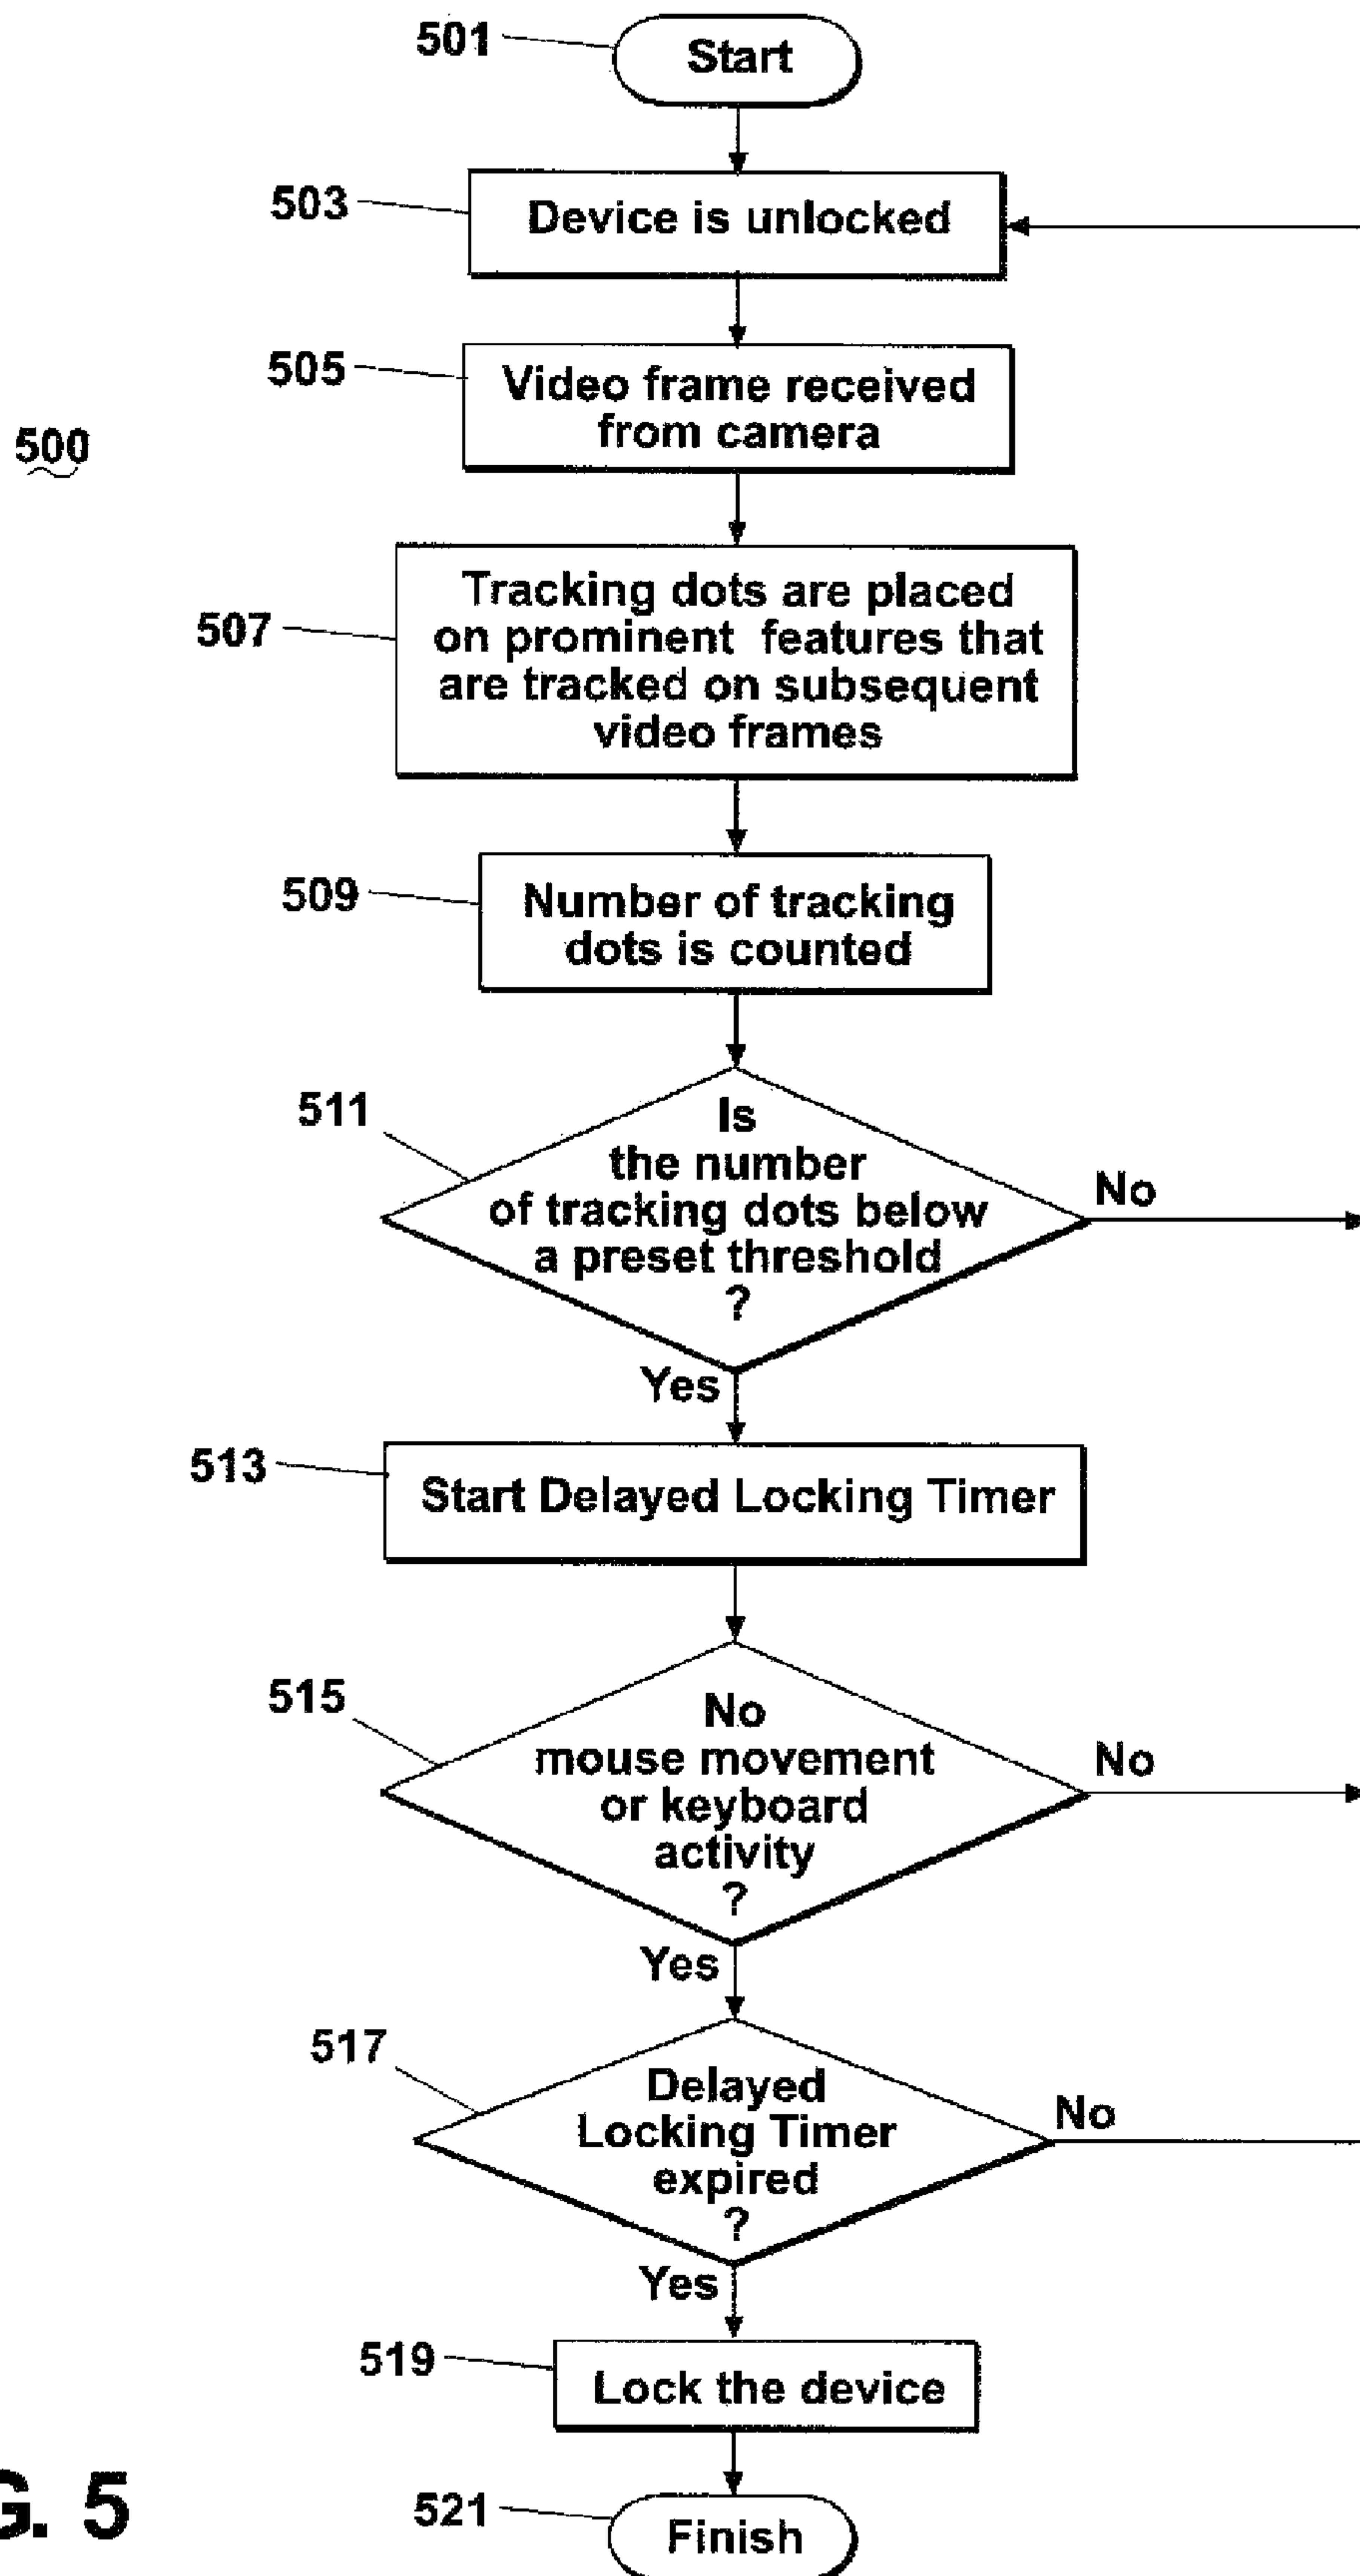 501
Start
503
Device is unlocked
505
Video frame received
from camera
500
507
Tracking dots are placed
on prominent features that
are tracked on subsequent
video frames
509
Number of tracking
dots is counted
511
Is
the number
of tracking dots below
a preset threshold
?
No
Yes
513
Start Delayed Locking Timer
515
No
mouse movement
or keyboard
activity
?
No
Yes
517
Delayed
Locking Timer
expired
?
No
Yes
519
Lock the device
521
Finish
G. 5